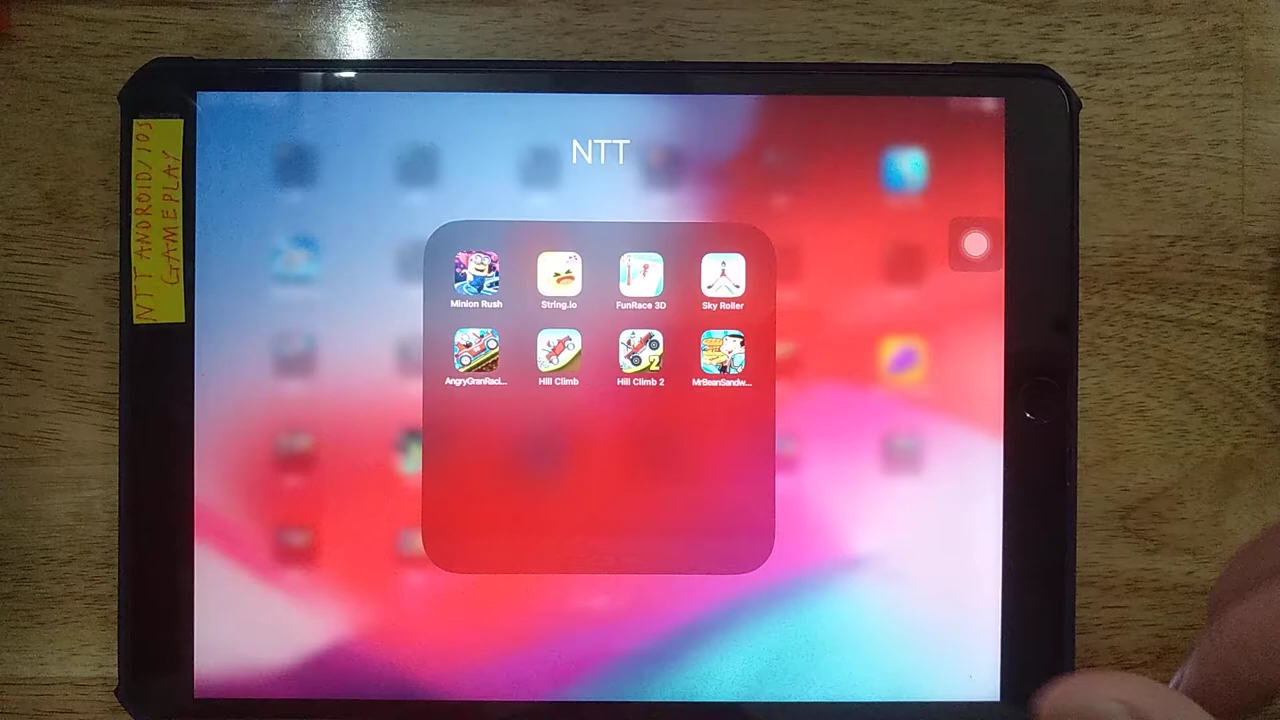 NTT ANDROID/IOS
GAMEPLAY
NTT
Minion Rush
String.io
FunRace 3D
Sky Roller
AngryGranRaci...
Hill Climb
Hill Climb 2
MrBeanSandw...
2